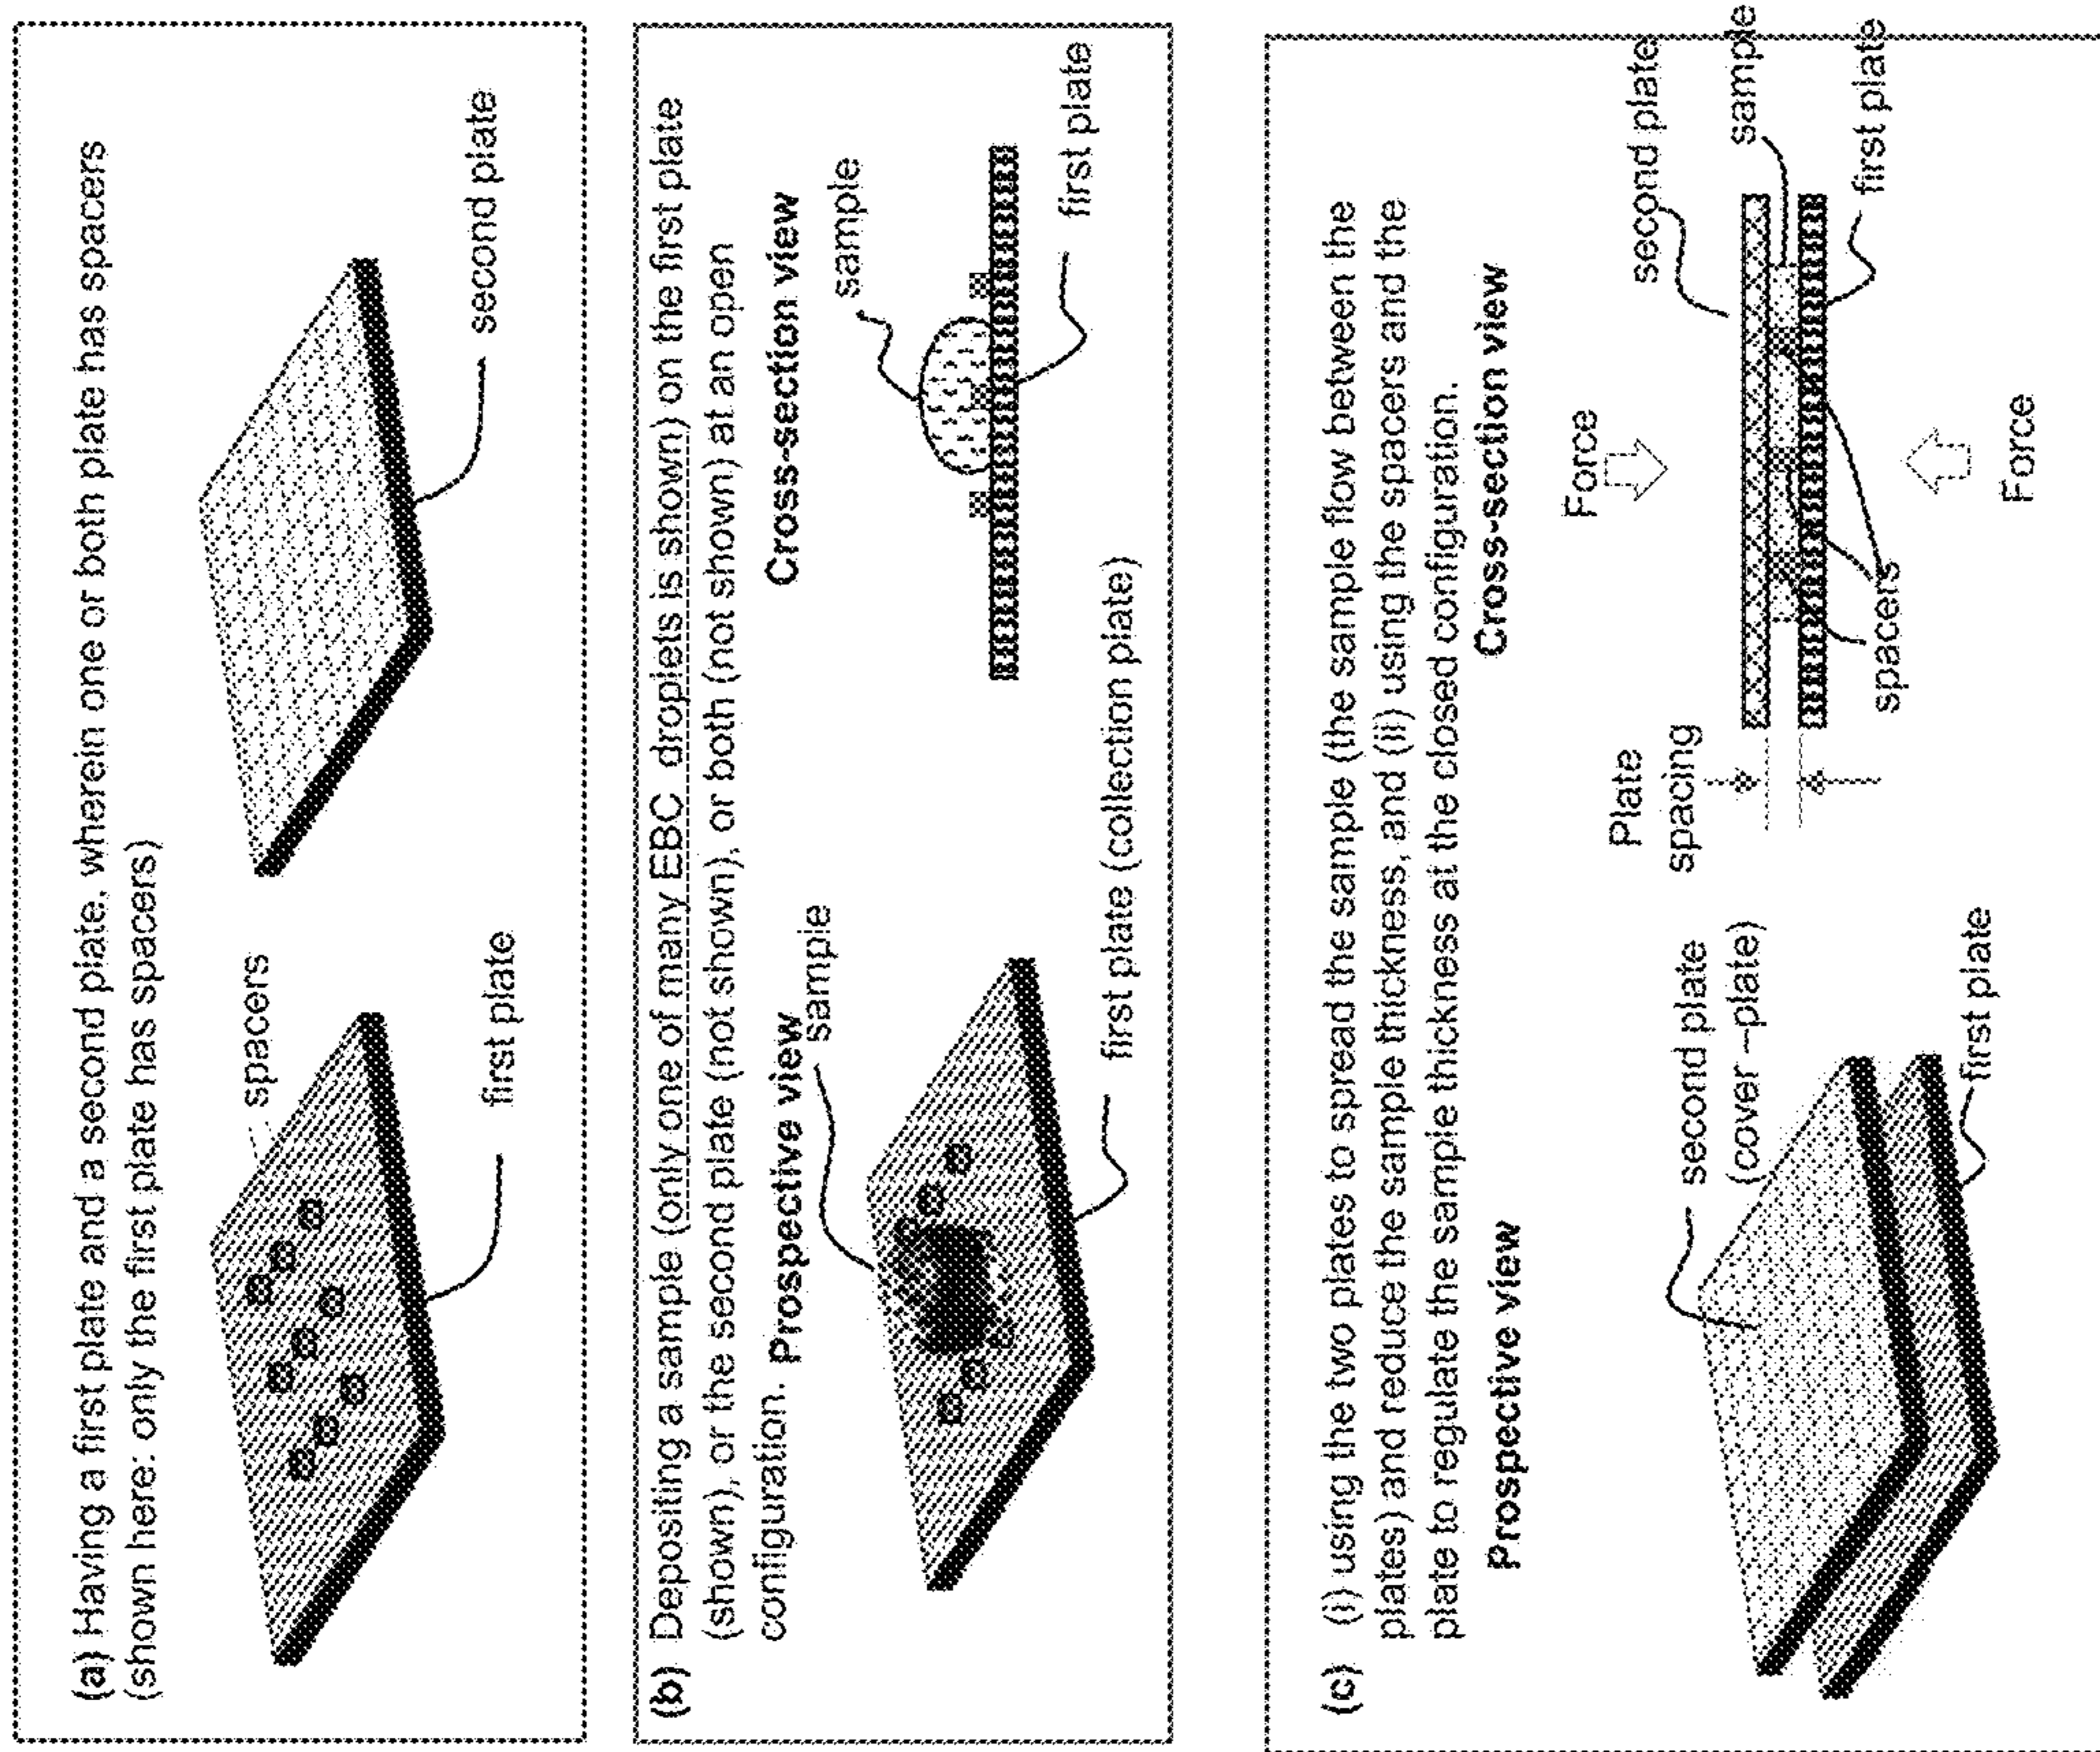 (a) Having a first plate and a second plate, wherein one or both plate has spacers
(shown here: only the first plate has spacers)
spacers
first plate
second plate
(b) Depositing a sample (only one of many EBC droplets is shown) on the first plate
(shown), or the second plate (not shown), or both (not shown) at an open
configuration.
Prospective view
sample
first plate (collection plate)
Cross-section view
sample
first plate
(c) (i) using the two plates to spread the sample (the sample flow between the
plates) and reduce the sample thickness, and (ii) using the spacers and the
plate to regulate the sample thickness at the closed configuration.
Prospective view
second plate
(cover –plate)
first plate
Cross-section view
Plate
spacing
Force
second plate
sample
first plate
spacers
Force